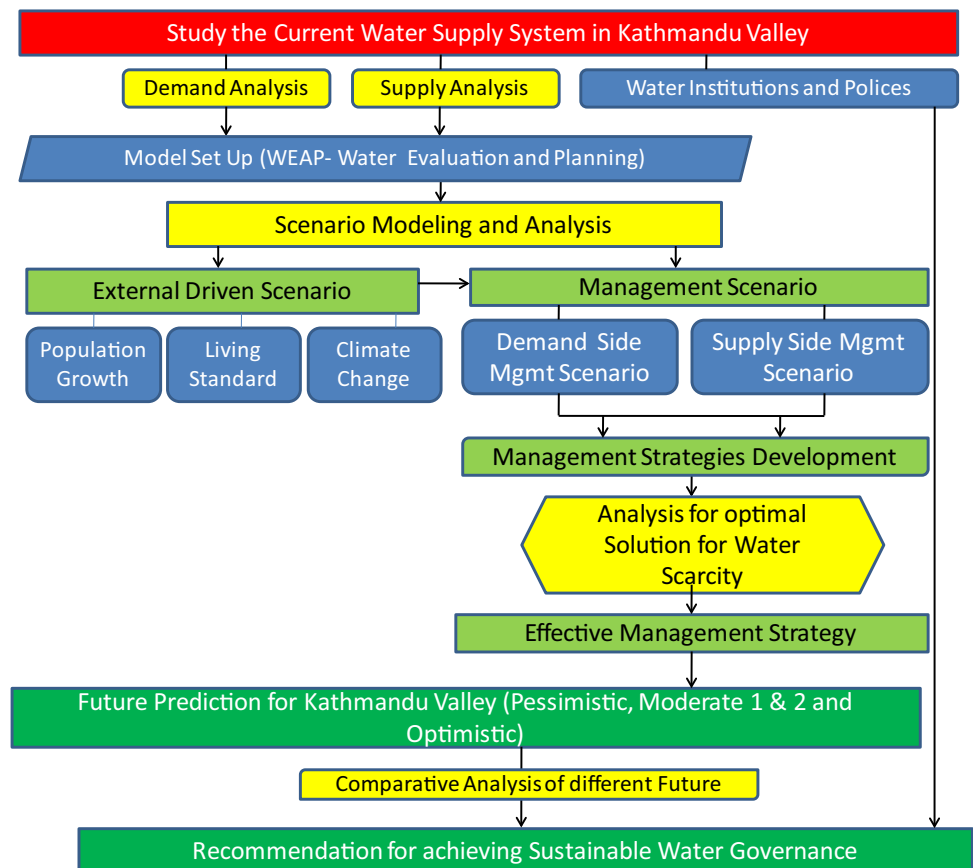 Study the Current Water Supply System in Kathmandu Valley
Demand Analysis
Supply Analysis
Water Institutions and Polices
Model Set Up (WEAP- Water Evaluation and Planning)
Scenario Modeling and Analysis
External Driven Scenario
Management Scenario
Population
Growth
Living
Standard
Climate
Change
Demand Side
Mgmt Scenario
Supply Side Mgmt
Scenario
Management Strategies Development
Analysis for optimal
Solution for Water
Scarcity
Effective Management Strategy
Future Prediction for Kathmandu Valley (Pessimistic, Moderate 1 & 2 and
Optimistic)
Comparative Analysis of different Future
Recommendation for achieving Sustainable Water Governance